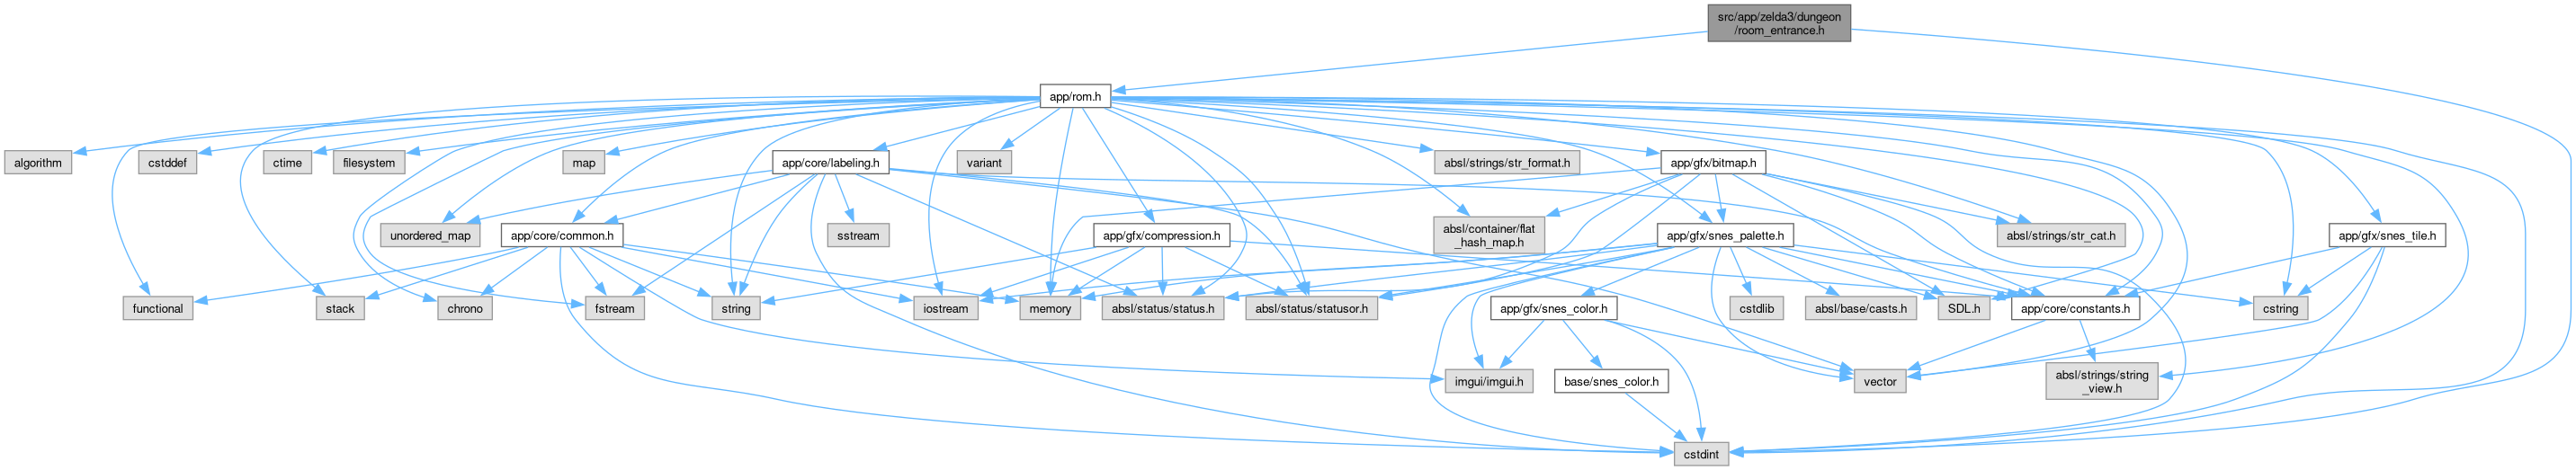 src/app/zelda3/dungeon
/room_entrance.h
app/rom.h
algorithm
cstddef
ctime
filesystem
map
app/core/labeling.h
variant
absl/strings/str_format.h
app/gfx/bitmap.h
unordered_map
app/core/common.h
sstream
app/gfx/compression.h
absl/container/flat
_hash_map.h
app/gfx/snes_palette.h
absl/strings/str_cat.h
app/gfx/snes_tile.h
functional
stack
chrono
fstream
string
iostream
memory
absl/status/status.h
absl/status/statusor.h
app/gfx/snes_color.h
cstdlib
absl/base/casts.h
SDL.h
app/core/constants.h
cstring
imgui/imgui.h
base/snes_color.h
vector
absl/strings/string
_view.h
cstdint